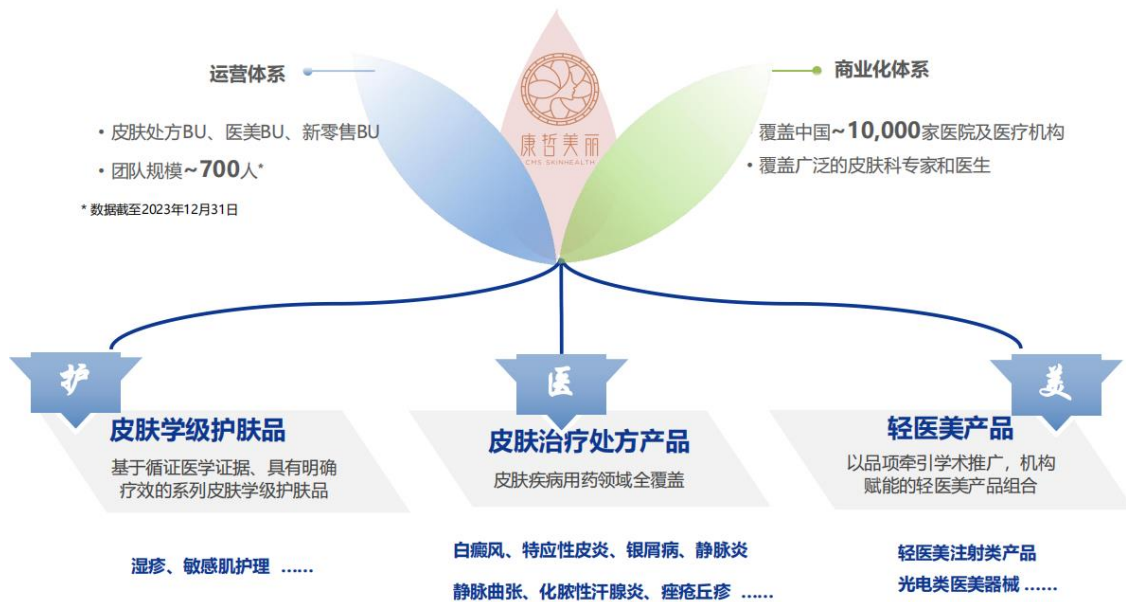 运营体系
• 皮肤处方BU、医美BU、新零售BU
• 团队规模~700人*
* 数据截至2023年12月31日
康哲美丽
CMS SKINHEALTH
商业化体系
• 覆盖中国~10,000家医院及医疗机构
• 覆盖广泛的皮肤科专家和医生
护
皮肤学级护肤品
基于循证医学证据、具有明确
疗效的系列皮肤学级护肤品
湿疹、敏感肌护理 ......
医
皮肤治疗处方产品
皮肤疾病用药领域全覆盖
白癜风、特应性皮炎、银屑病、静脉炎
静脉曲张、化脓性汗腺炎、痤疮丘疹 ......
美
轻医美产品
以品项牵引学术推广，机构
赋能的轻医美产品组合
轻医美注射类产品
光电类医美器械 ......